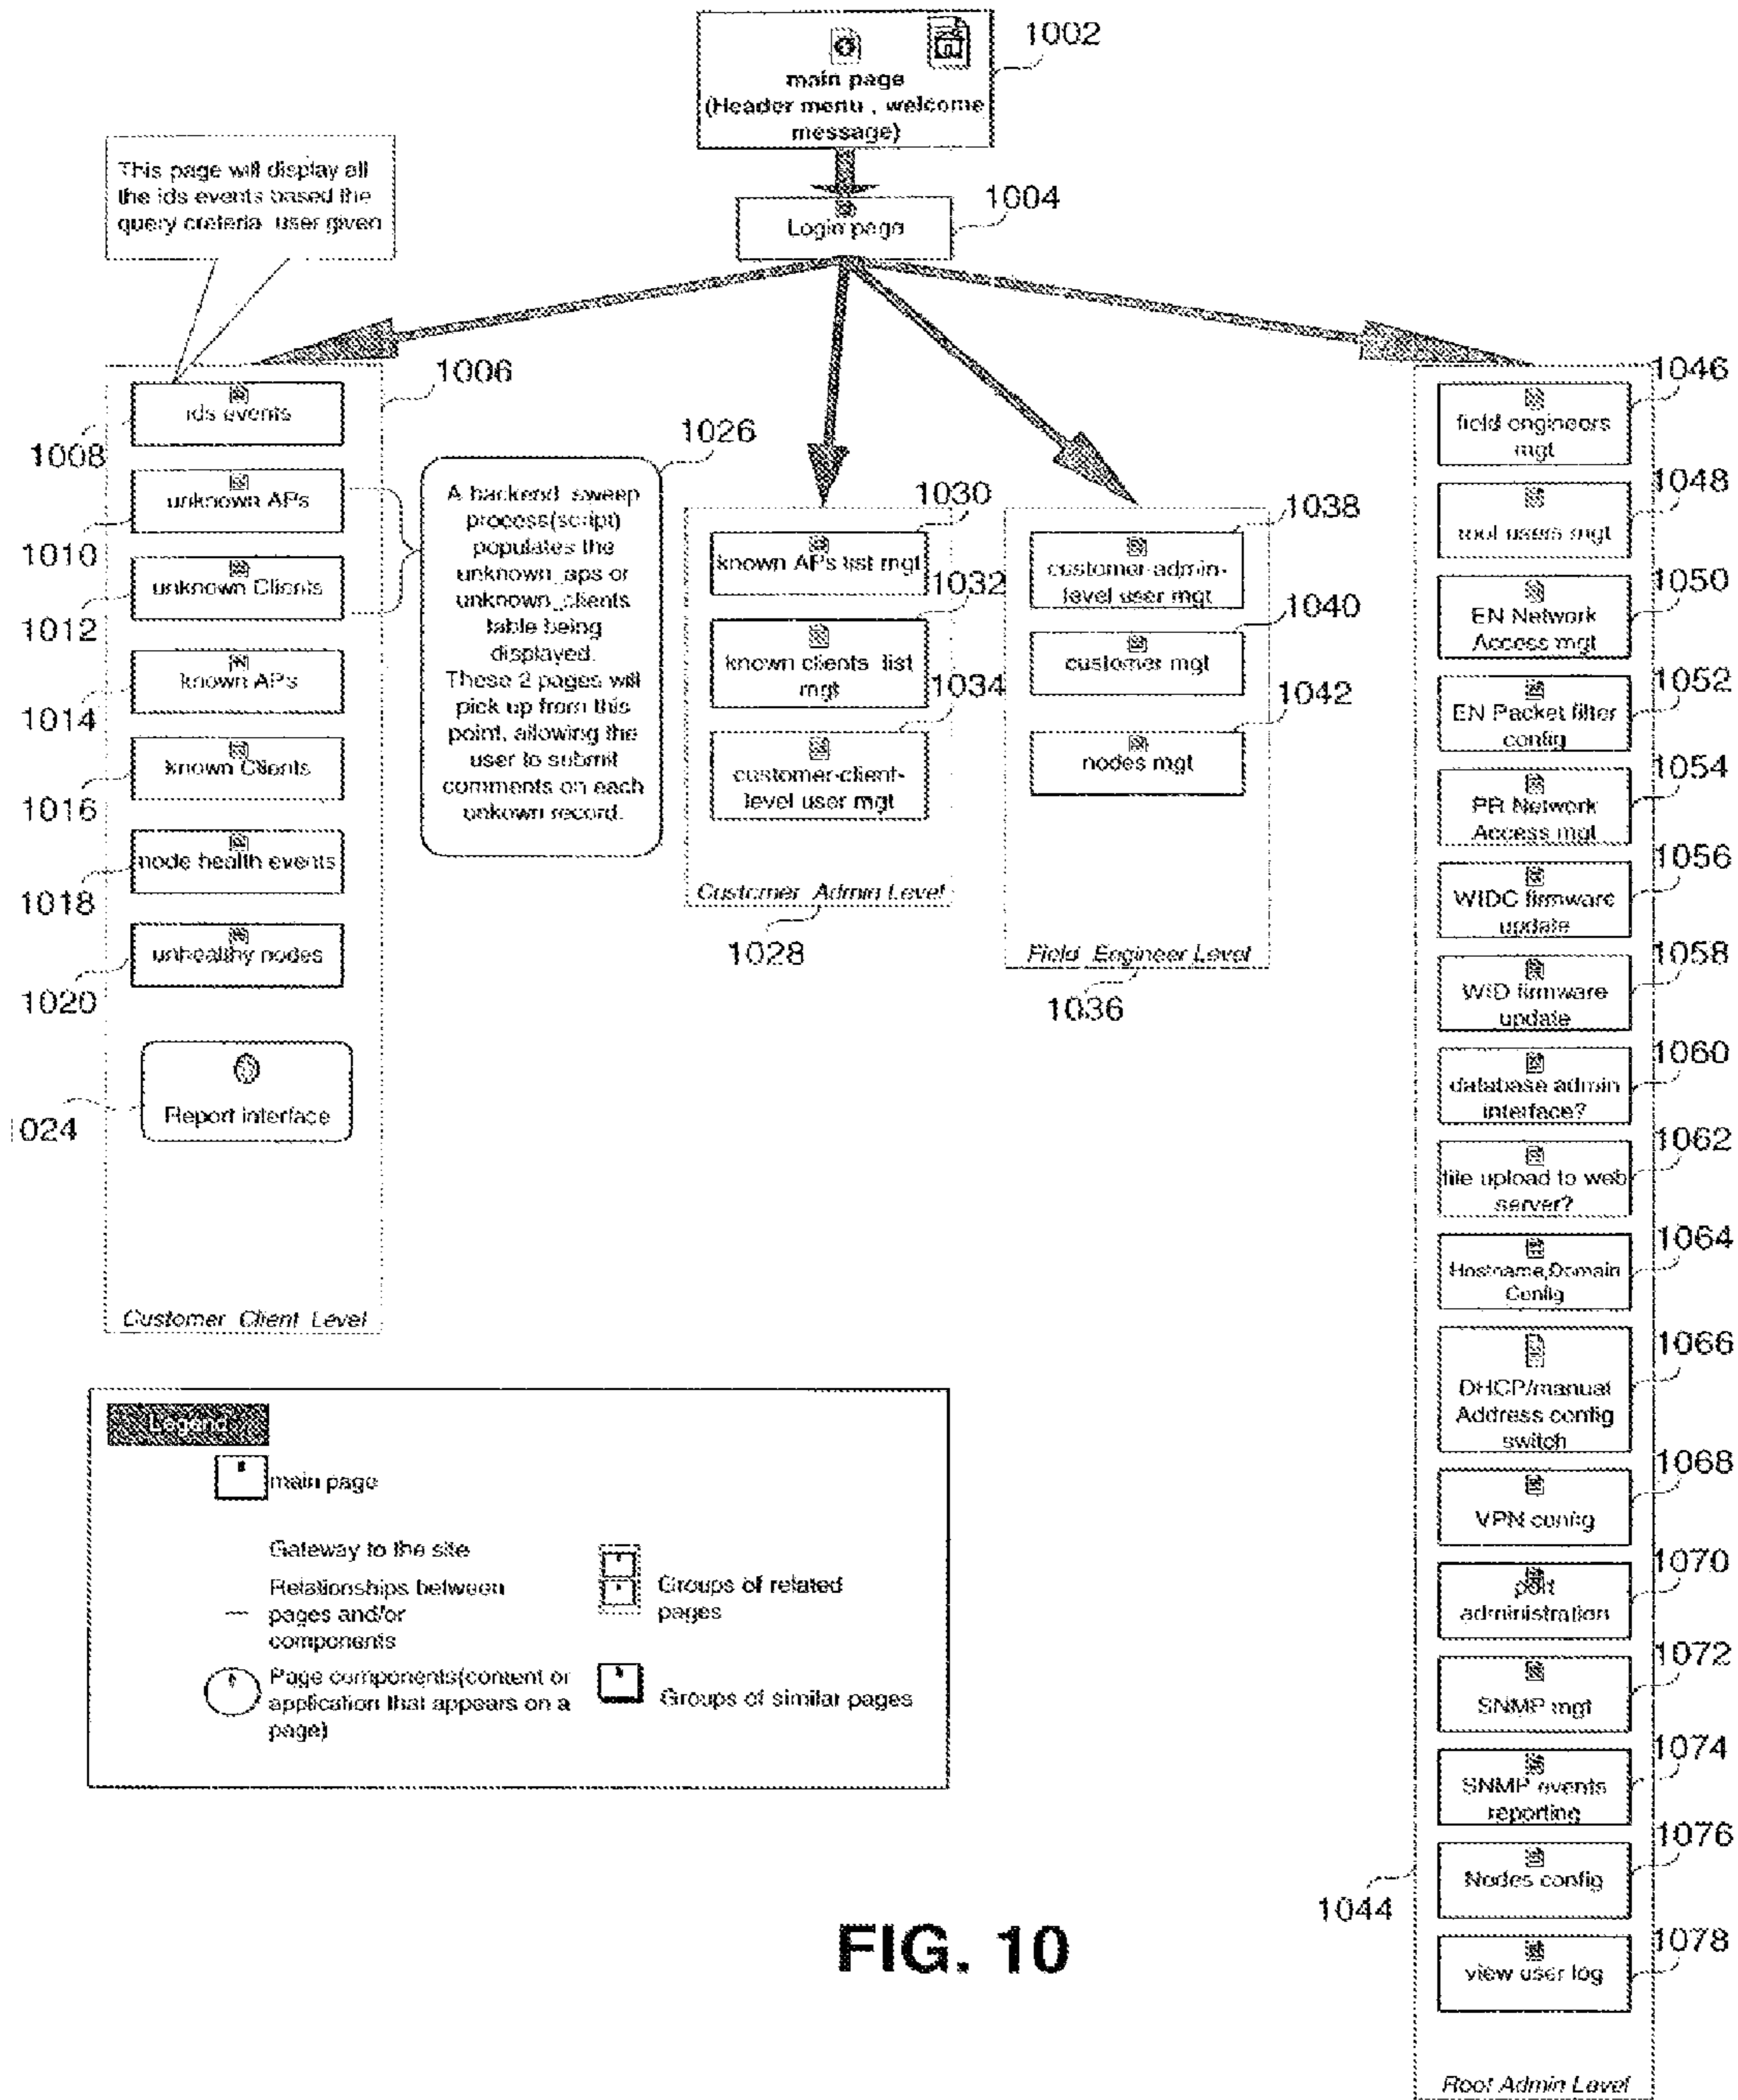 main page
(Header menu , welcome
message)
1002
This page will display all
the ids events based the
query creteria user given
Login page
1004
1006
ids events
1008
unknown APs
1010
unknown Clients
1012
known APs
1014
known Clients
1016
node health events
1018
unhealthy nodes
1020
Report interface
1024
Customer Client Level
1026
A backend sweep
process(script)
populates the
unknown_aps or
unknown_clients
table being
displayed.
These 2 pages will
pick up from this
point, allowing the
user to submit
comments on each
unkown record.
1030
known APs list mgt
1032
known clients list
mgt
1034
customer-client-
level user mgt
Customer Admin Level
1028
1038
customer-admin-
level user mgt
1040
customer mgt
1042
nodes mgt
Field Engineer Level
1036
1046
field engineers
mgt
1048
root users mgt
1050
EN Network
Access mgt
1052
EN Packet filter
config
1054
PR Network
Access mgt
1056
WIDC firmware
update
1058
WID firmware
update
1060
database admin
interface?
1062
file upload to web
server?
1064
Hostname,Domain
Config
1066
DHCP/manual
Address config
switch
1068
VPN config
1070
port
administration
1072
SNMP mgt
1074
SNMP events
reporting
1076
Nodes config
1044
1078
view user log
Root Admin Level
Legend
main page
Gateway to the site
Relationships between
pages and/or
components
Page components(content or
application that appears on a
page)
Groups of related
pages
Groups of similar pages
FIG. 10